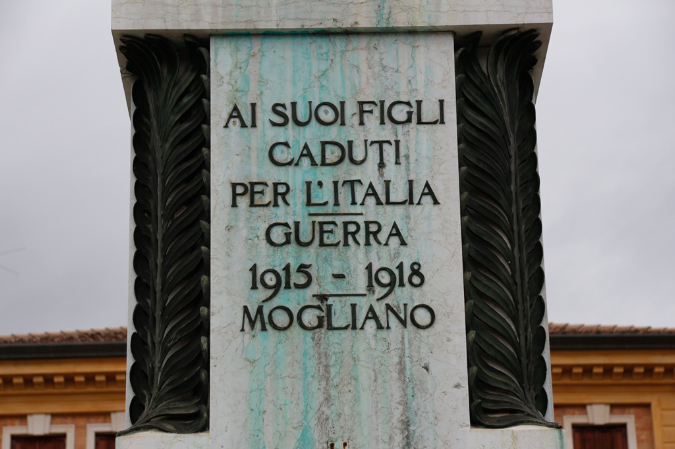 AI SUOI FIGLI
CADUTI
PER L'ITALIA
GUERRA
1915 - 1918
MOGLIANO